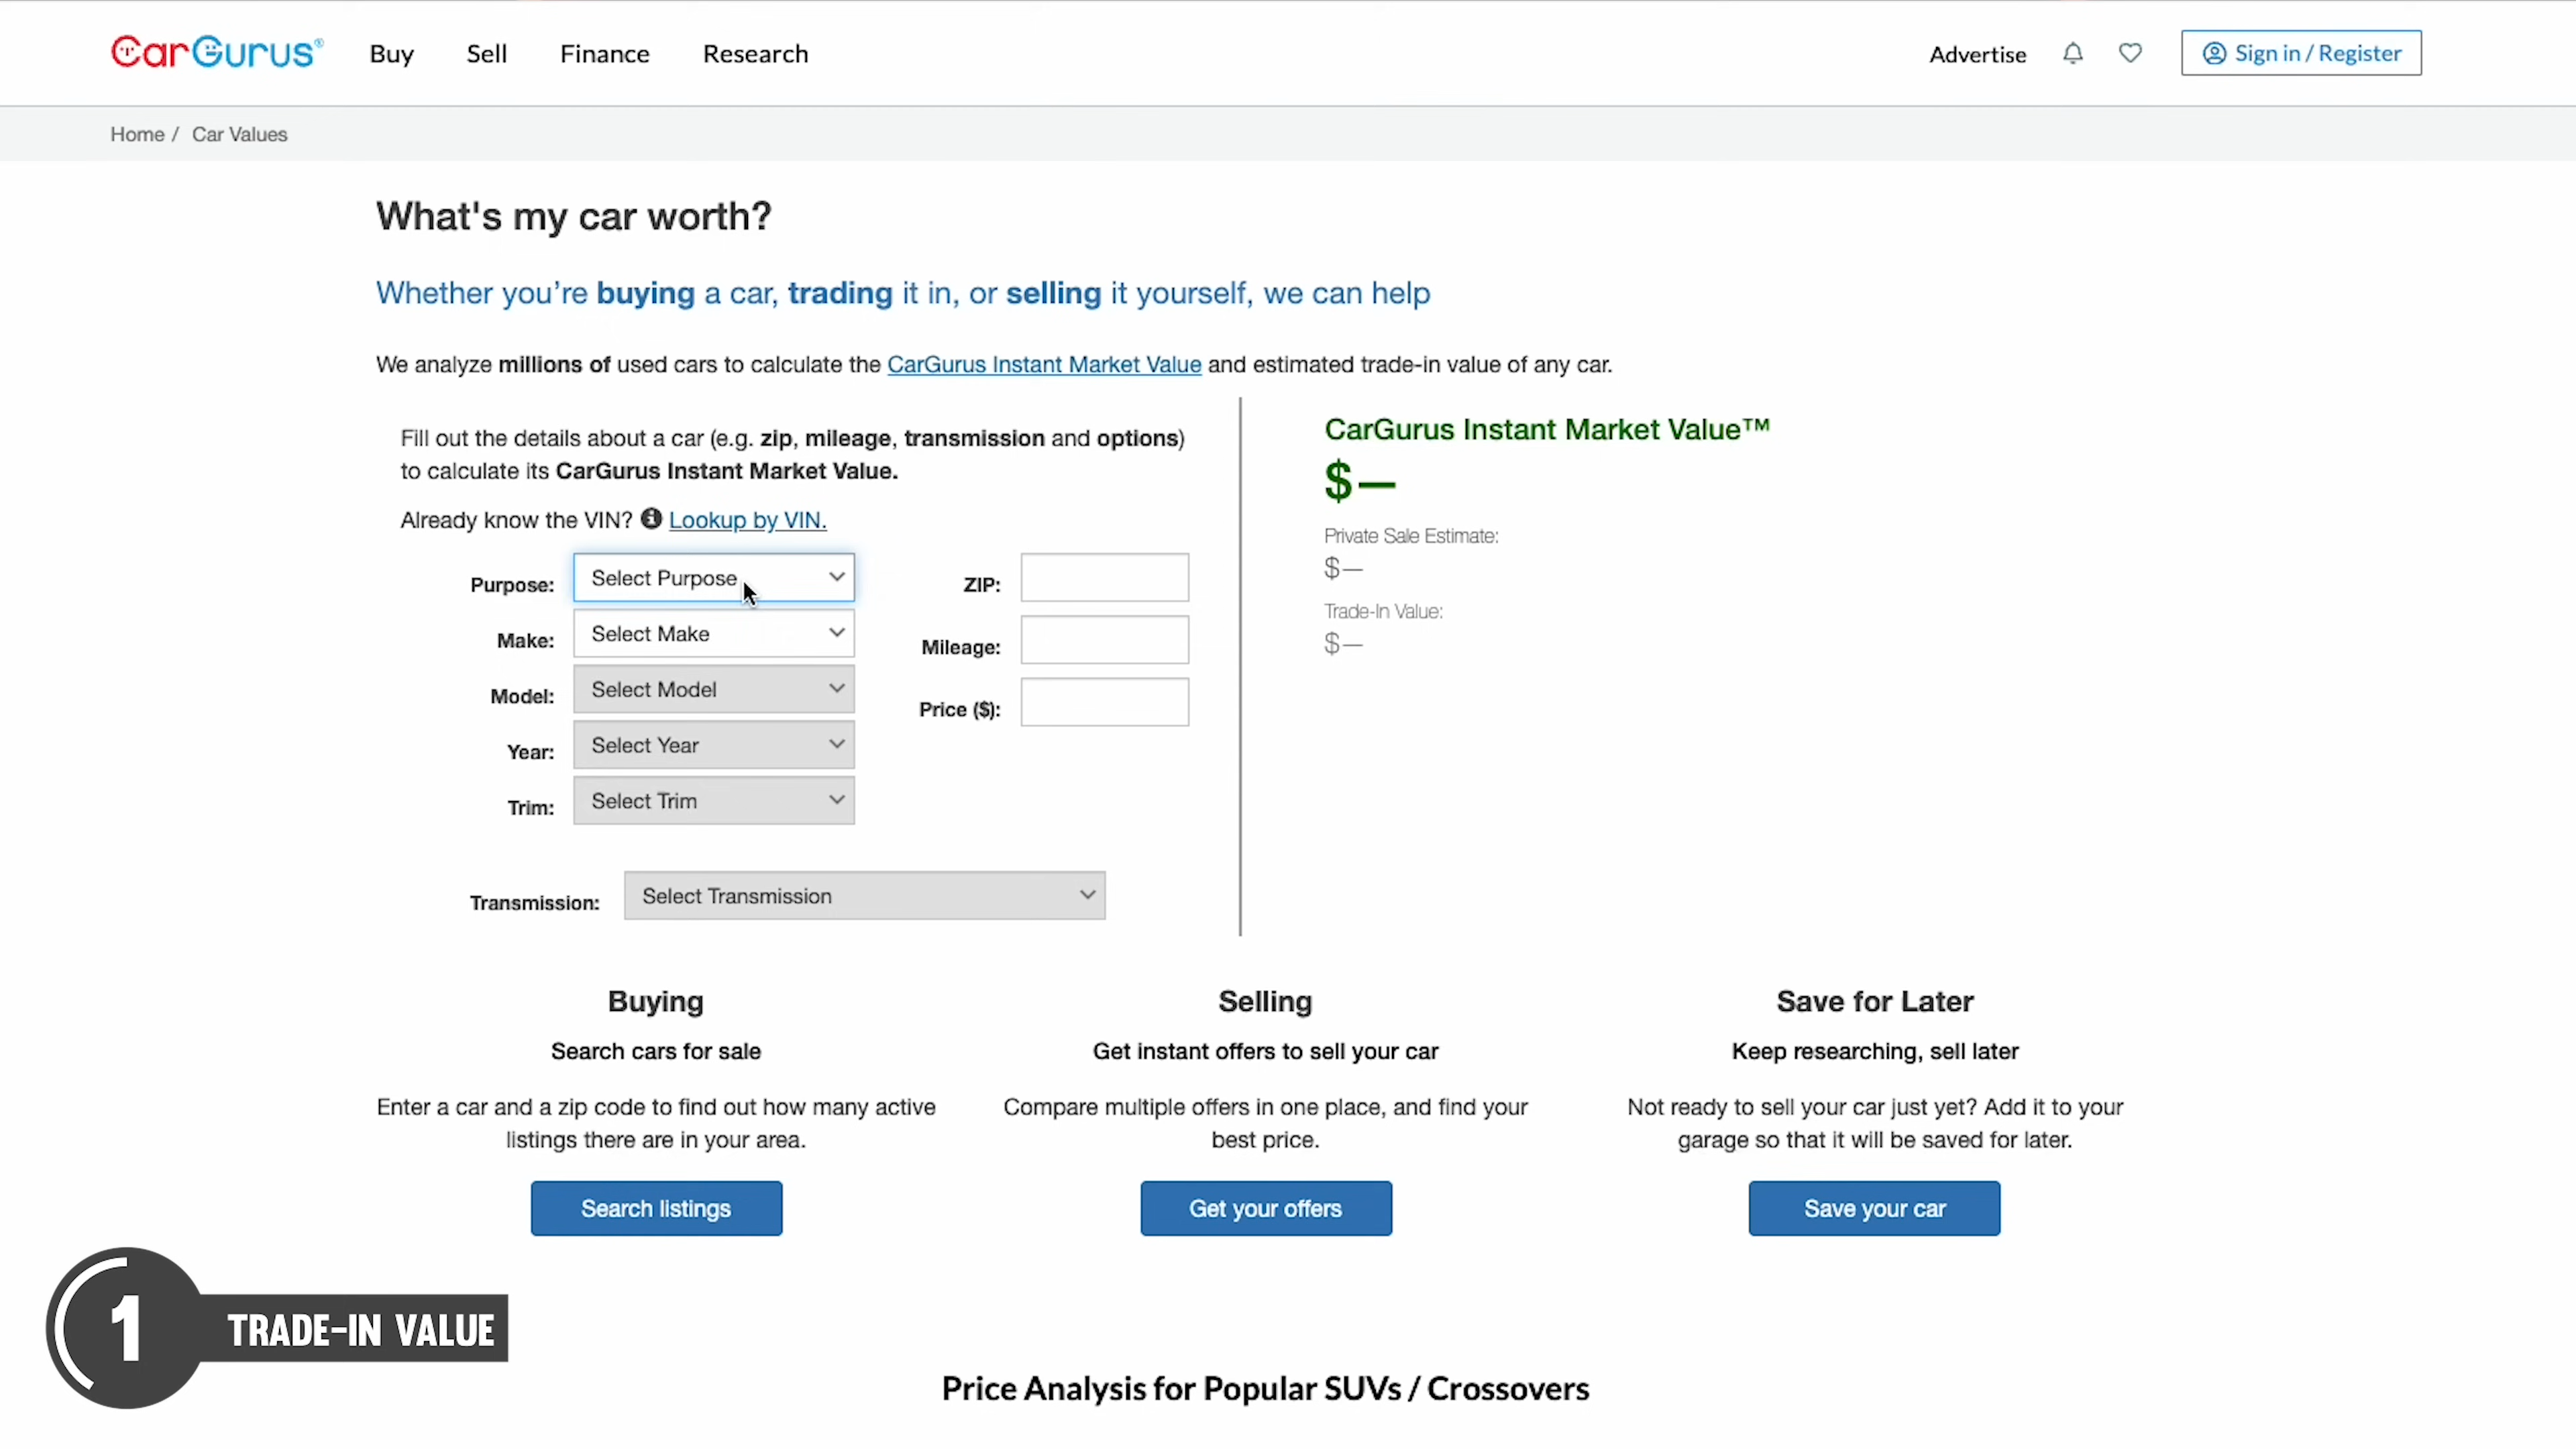 CarGurus®
Buy
Sell
Finance
Research
Advertise
Sign in / Register
Home / Car Values
What's my car worth?
Whether you're buying a car, trading it in, or selling it yourself, we can help
We analyze millions of used cars to calculate the CarGurus Instant Market Value and estimated trade-in value of any car.
Fill out the details about a car (e.g. zip, mileage, transmission and options)
to calculate its CarGurus Instant Market Value.
Already know the VIN? Lookup by VIN.
Purpose: Select Purpose
Make: Select Make
Model: Select Model
Year: Select Year
Trim: Select Trim
ZIP:
Mileage:
Price ($):
Transmission: Select Transmission
CarGurus Instant Market Value™
$—
Private Sale Estimate:
$—
Trade-In Value:
$—
Buying
Search cars for sale
Enter a car and a zip code to find out how many active
listings there are in your area.
Search listings
Selling
Get instant offers to sell your car
Compare multiple offers in one place, and find your
best price.
Get your offers
Save for Later
Keep researching, sell later
Not ready to sell your car just yet? Add it to your
garage so that it will be saved for later.
Save your car
1
TRADE-IN VALUE
Price Analysis for Popular SUVs / Crossovers